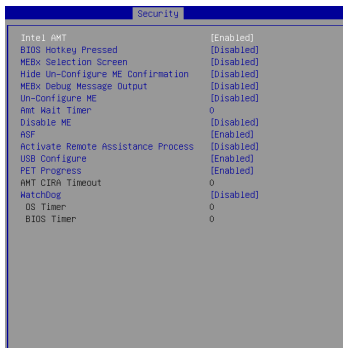 Security
Intel AMT [Enabled]
BIOS Hotkey Pressed [Disabled]
MEBx Selection Screen [Disabled]
Hide Un-Configure ME Confirmation [Disabled]
MEBx Debug Message Output [Disabled]
Un-Configure ME [Disabled]
Amt Wait Timer 0
Disable ME [Disabled]
ASF [Enabled]
Activate Remote Assistance Process [Disabled]
USB Configure [Enabled]
PET Progress [Enabled]
AMT CIRA Timeout 0
WatchDog [Disabled]
OS Timer 0
BIOS Timer 0